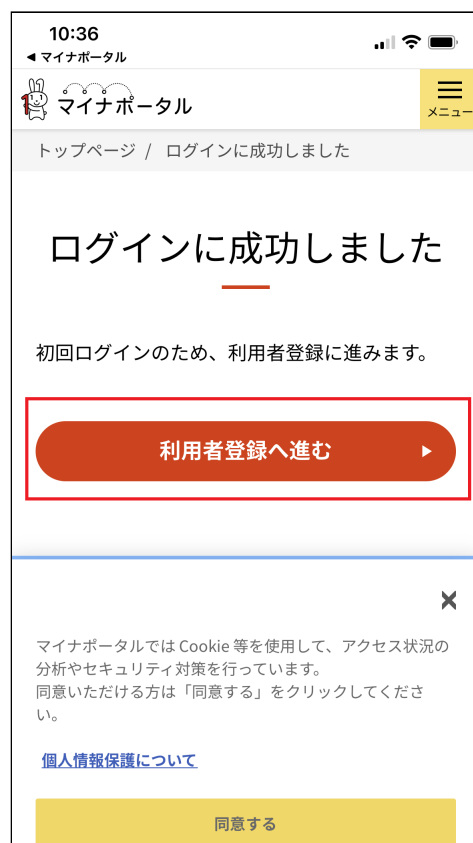 10:36
◀ マイナポータル
マイナポータル
メニュー
トップページ / ログインに成功しました
ログインに成功しました
初回ログインのため、利用者登録に進みます。
利用者登録へ進む
マイナポータルでは Cookie 等を使用して、アクセス状況の
分析やセキュリティ対策を行っています。
同意いただける方は「同意する」をクリックしてくださ
い。
個人情報保護について
同意する